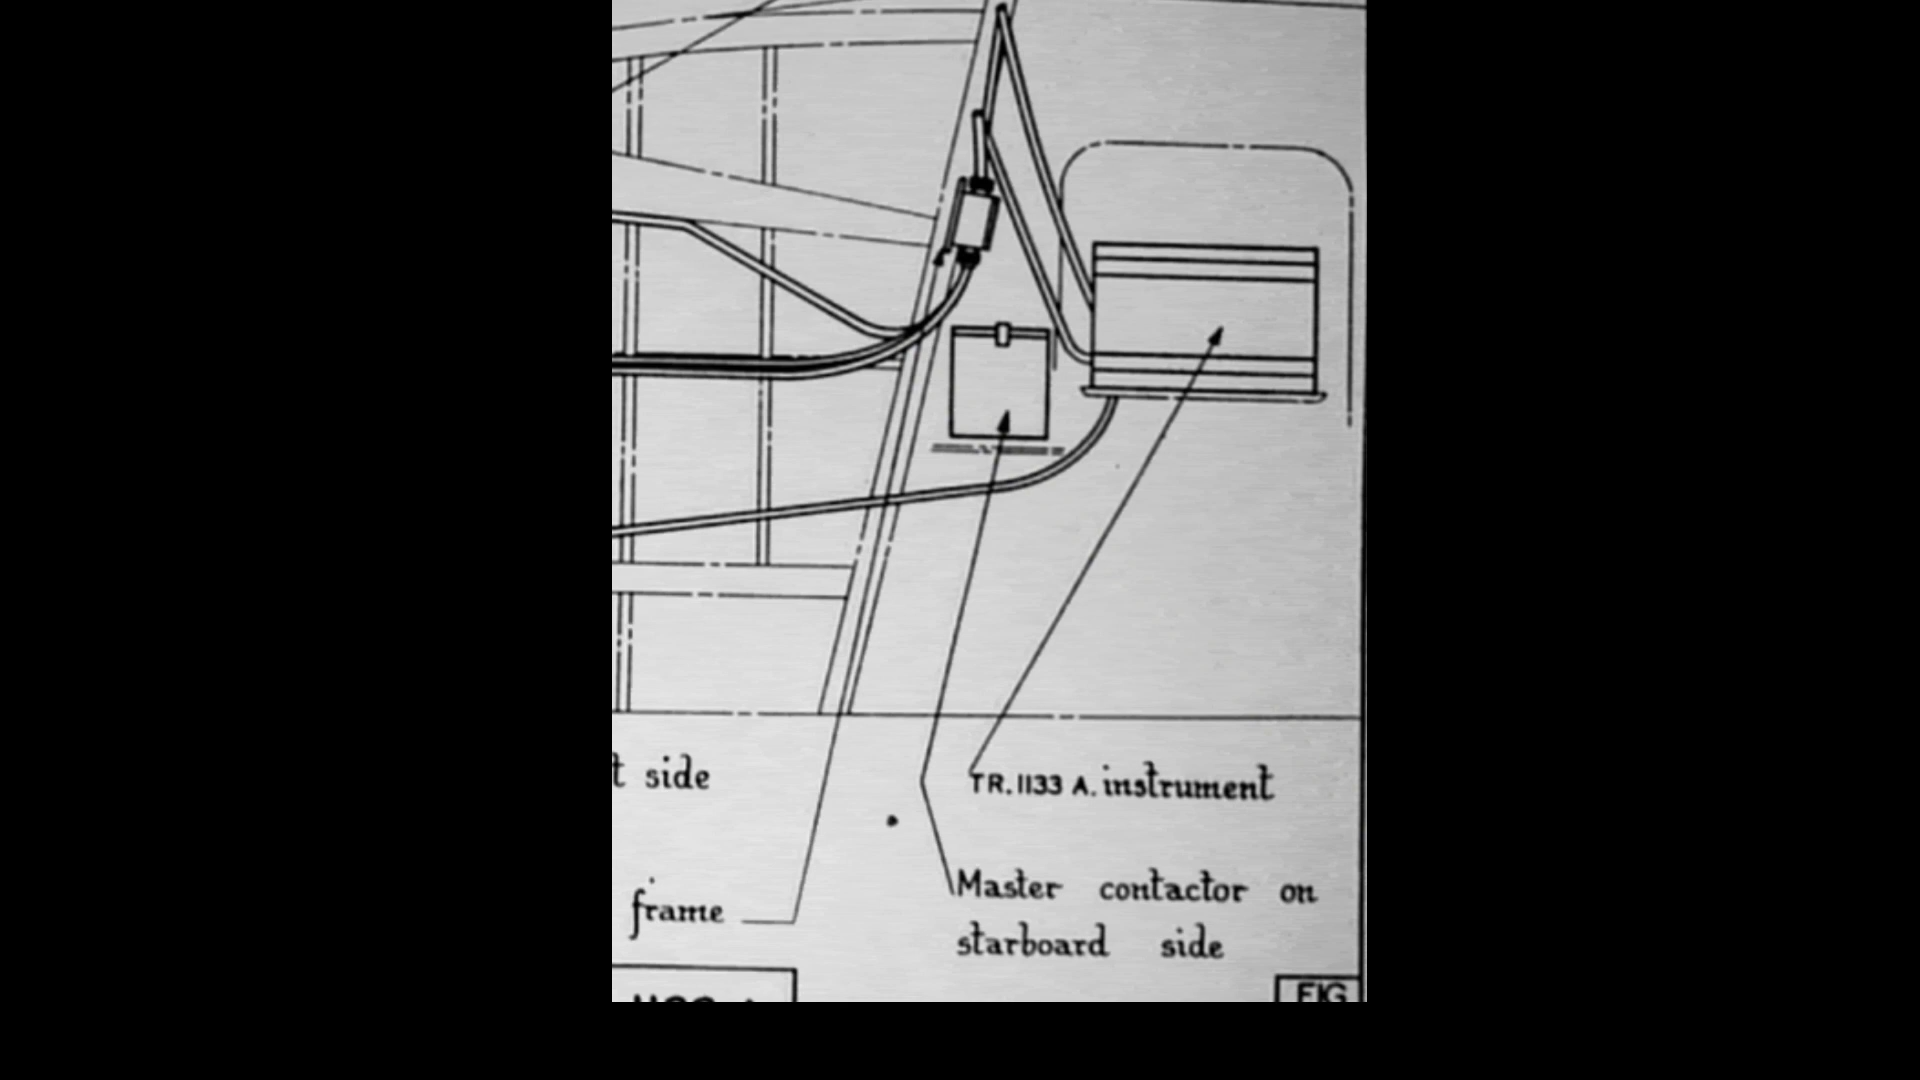 side
TR. 1133 A. instrument
Master contactor on
starboard side
frame
FIG